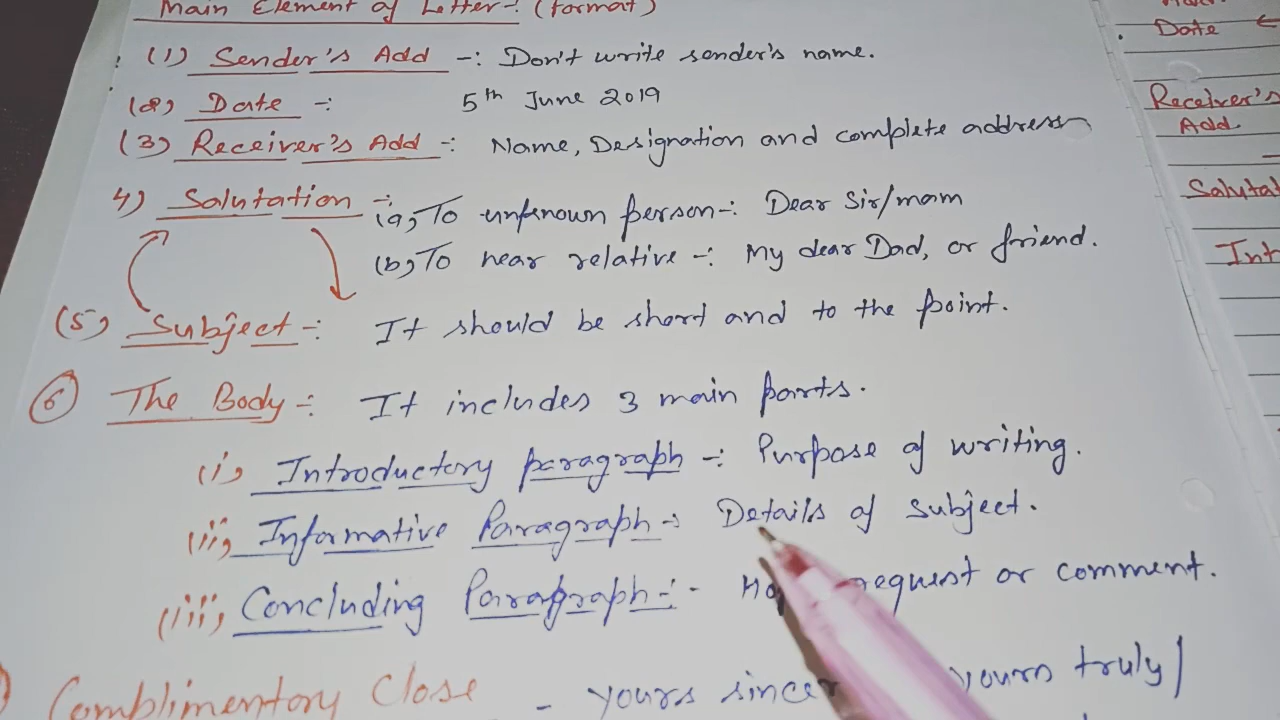 Main Element of Letter-: (format)
(1) Sender's Add -: Don't write sender's name.
(2) Date -: 5th June 2019
(3) Receiver's Add -: Name, Designation and complete address
4) Salutation -: (a) To unknown person-: Dear Sir/mam
(b) To near relative -: My dear Dad, or friend.
(5) Subject-: It should be short and to the point.
6 The Body-: It includes 3 main parts.
(i) Introductory paragraph -: Purpose of writing.
(ii) Informative Paragraph-: Details of subject.
(iii) Concluding Paragraph-: request or comment.
Complimentory Close - yours yours truly/
Date ←
Receiver's
Add.